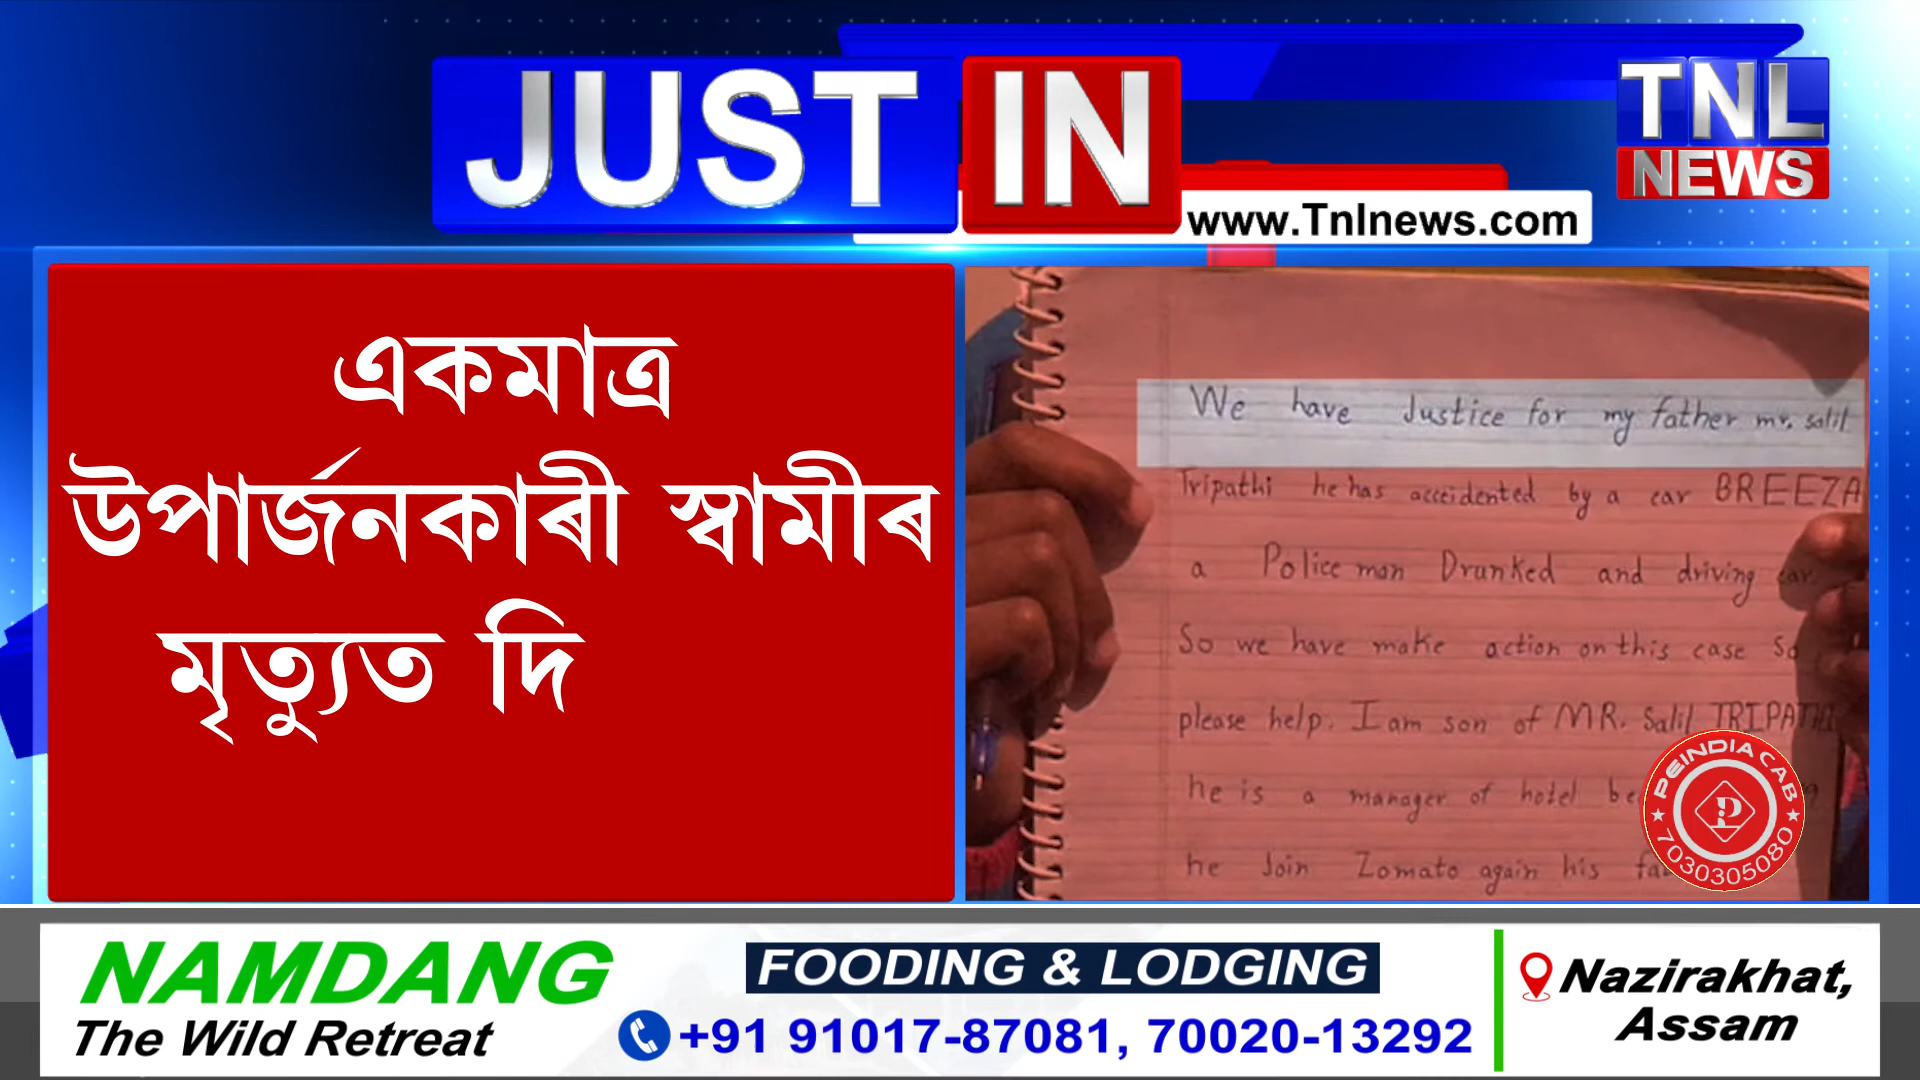 JUST IN
TNL
NEWS
www.Tnlnews.com
একমাত্ৰ
উপাৰ্জনকাৰী স্বামীৰ
মৃত্যুত দি
We have Justice for my father mr. salil
Tripathi he has acceidented by a car BREEZA
a Police man Drunked and driving car.
So we have make action on this case So
please help. I am son of MR. Salil TRIPATHI
he is a manager of hotel
he Join Zomato again his
PEINDIA CAB
7030305080
NAMDANG
The Wild Retreat
FOODING & LODGING
+91 91017-87081, 70020-13292
Nazirakhat,
Assam